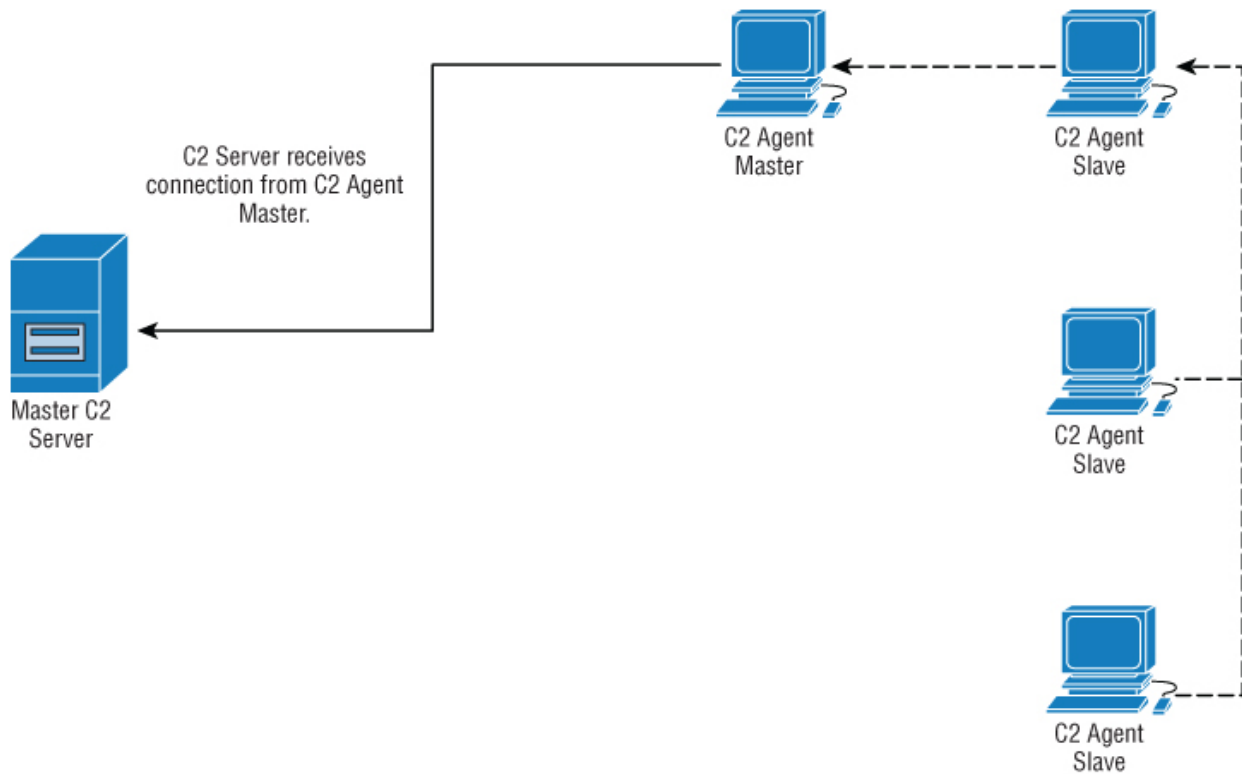 C2 Server receives
connection from C2 Agent
Master.
C2 Agent
Master
C2 Agent
Slave
Master C2
Server
C2 Agent
Slave
C2 Agent
Slave